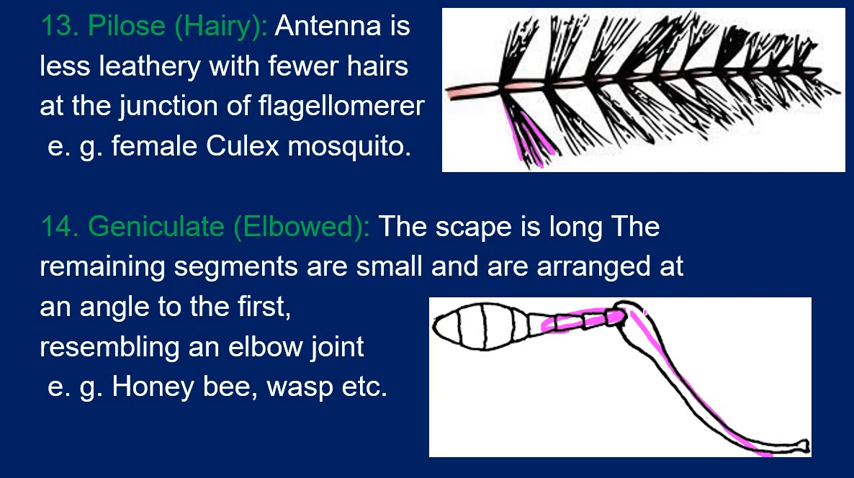 13. Pilose (Hairy): Antenna is
less leathery with fewer hairs
at the junction of flagellomerer
e. g. female Culex mosquito.
14. Geniculate (Elbowed): The scape is long The
remaining segments are small and are arranged at
an angle to the first,
resembling an elbow joint
e. g. Honey bee, wasp etc.